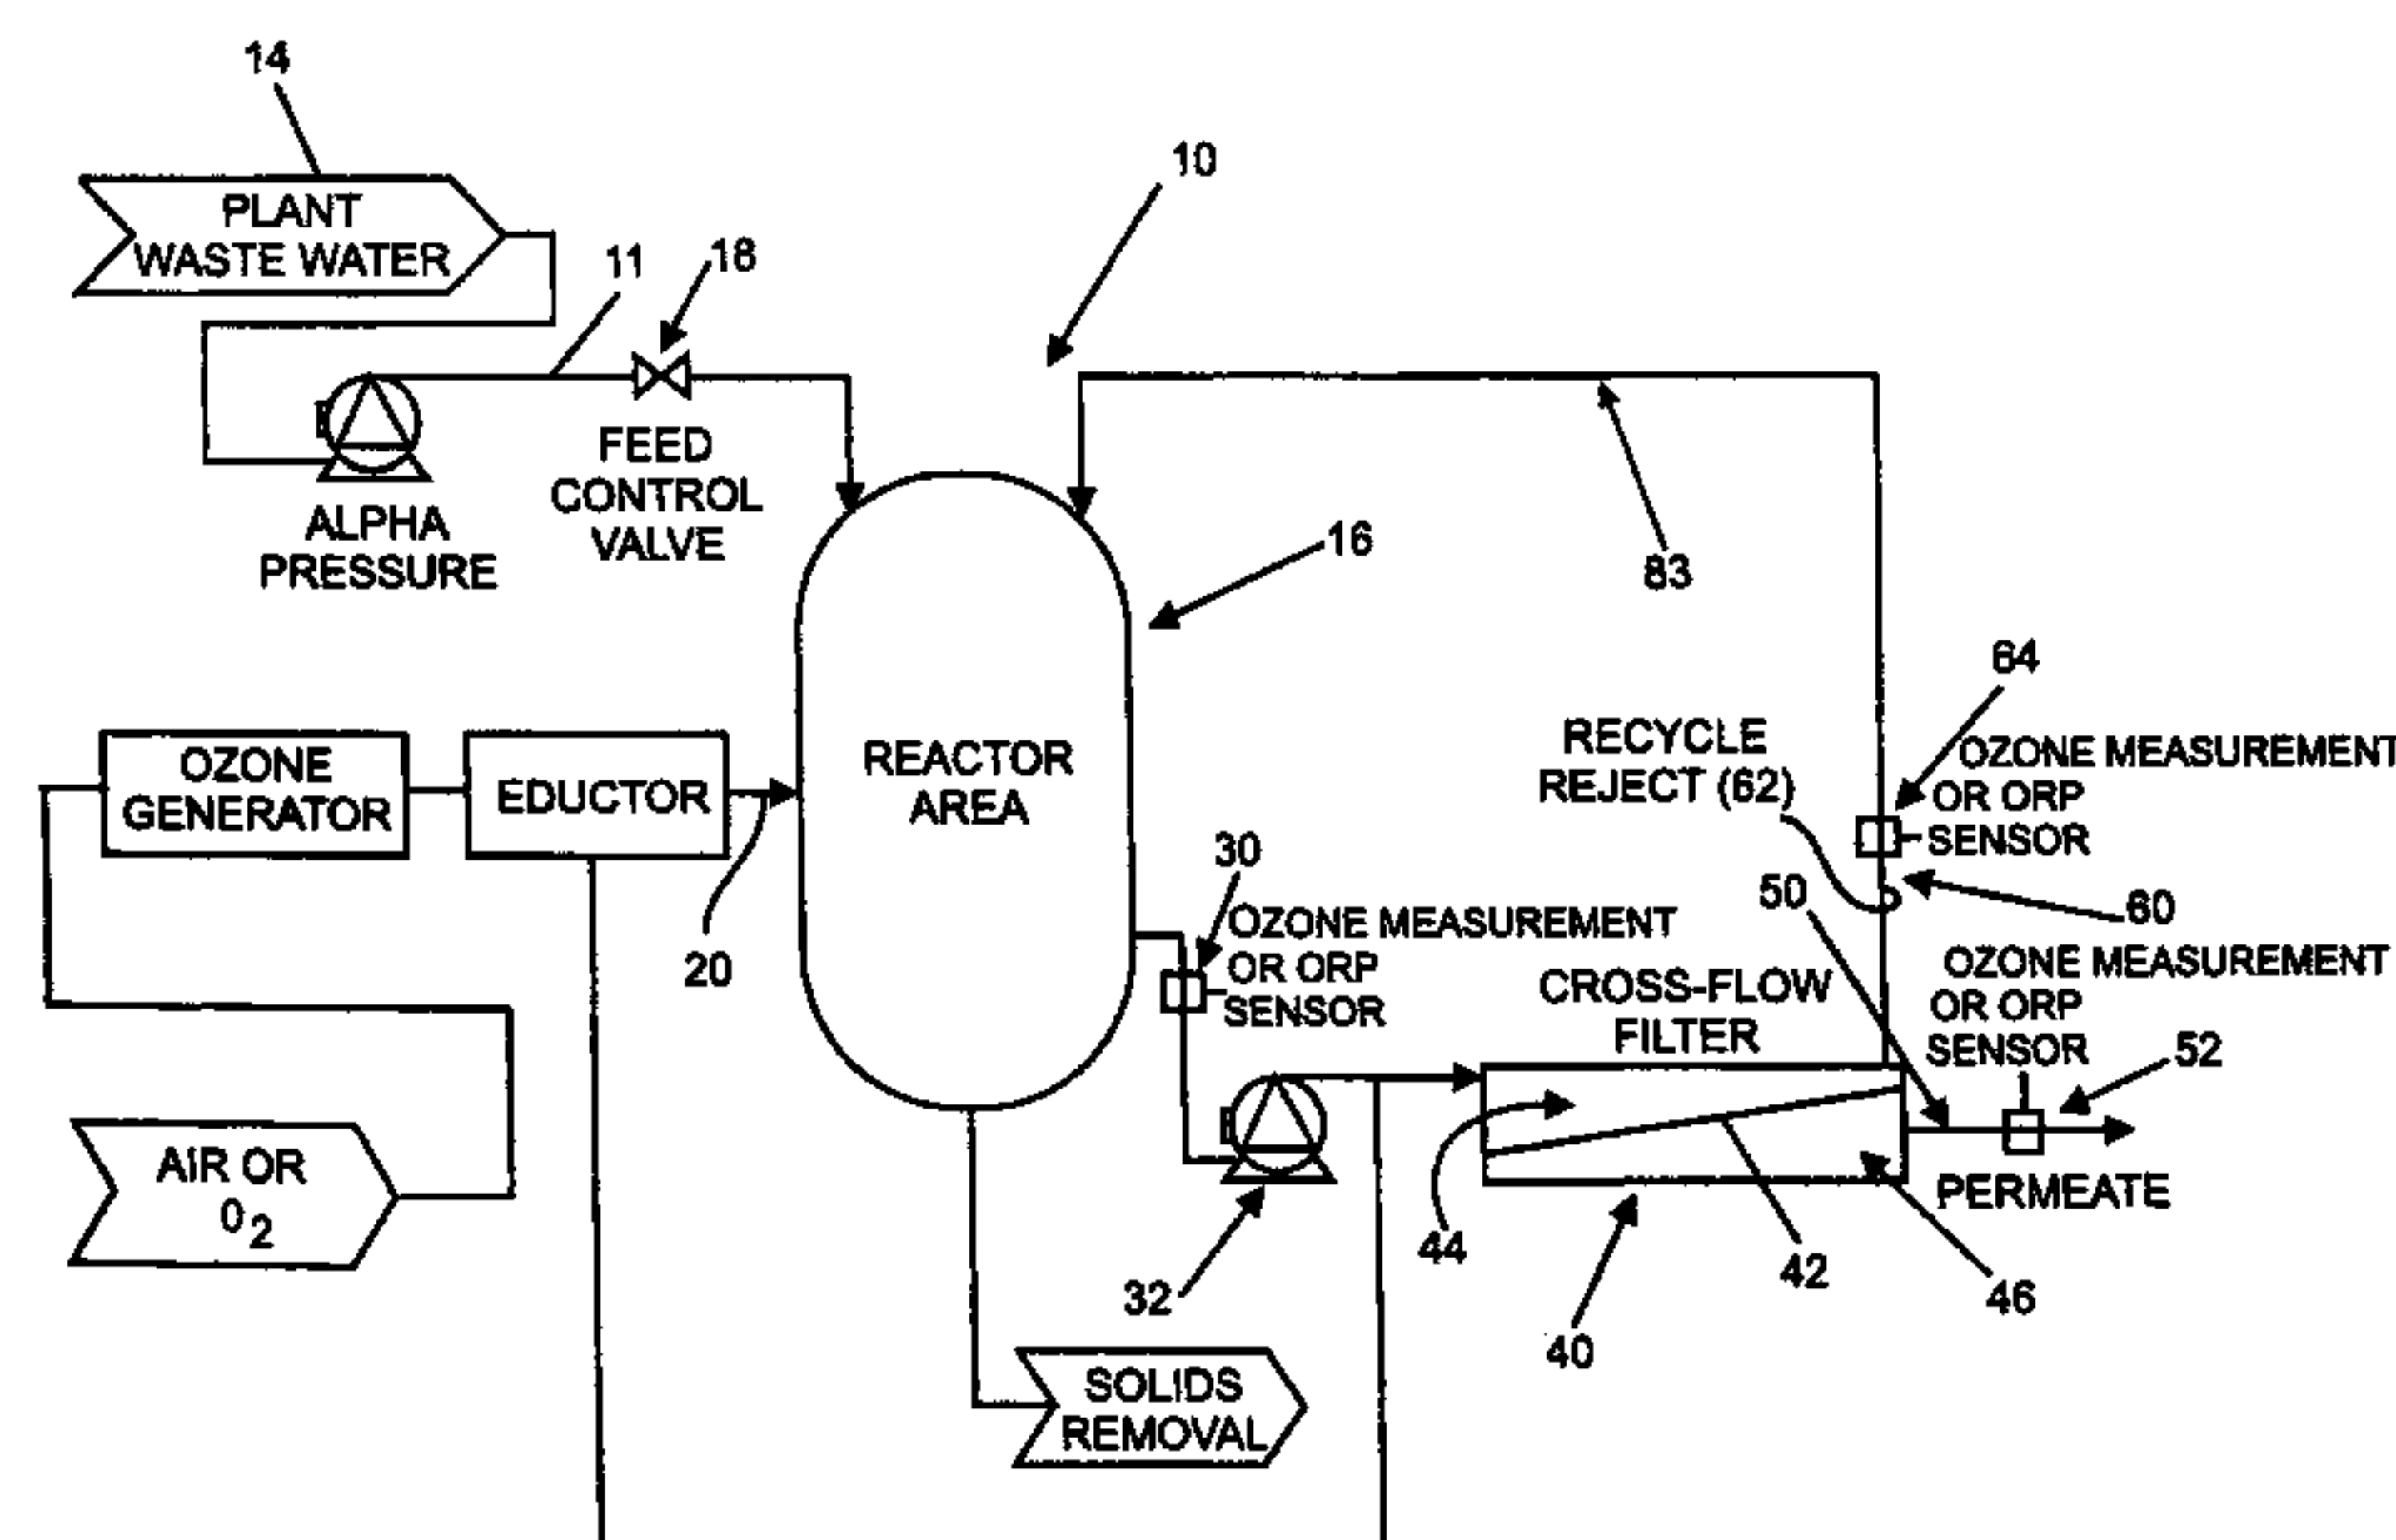 14
PLANT
WASTE WATER
11
18
10
ALPHA
PRESSURE
FEED
CONTROL
VALVE
16
83
64
OZONE
GENERATOR
EDUCTOR
20
REACTOR
AREA
RECYCLE
REJECT (62)
OZONE MEASUREMENT
OR ORP
SENSOR
30
OZONE MEASUREMENT
OR ORP
SENSOR
50
60
CROSS-FLOW
FILTER
OZONE MEASUREMENT
OR ORP
SENSOR
52
AIR OR
02
PERMEATE
44
42
46
32
40
SOLIDS
REMOVAL